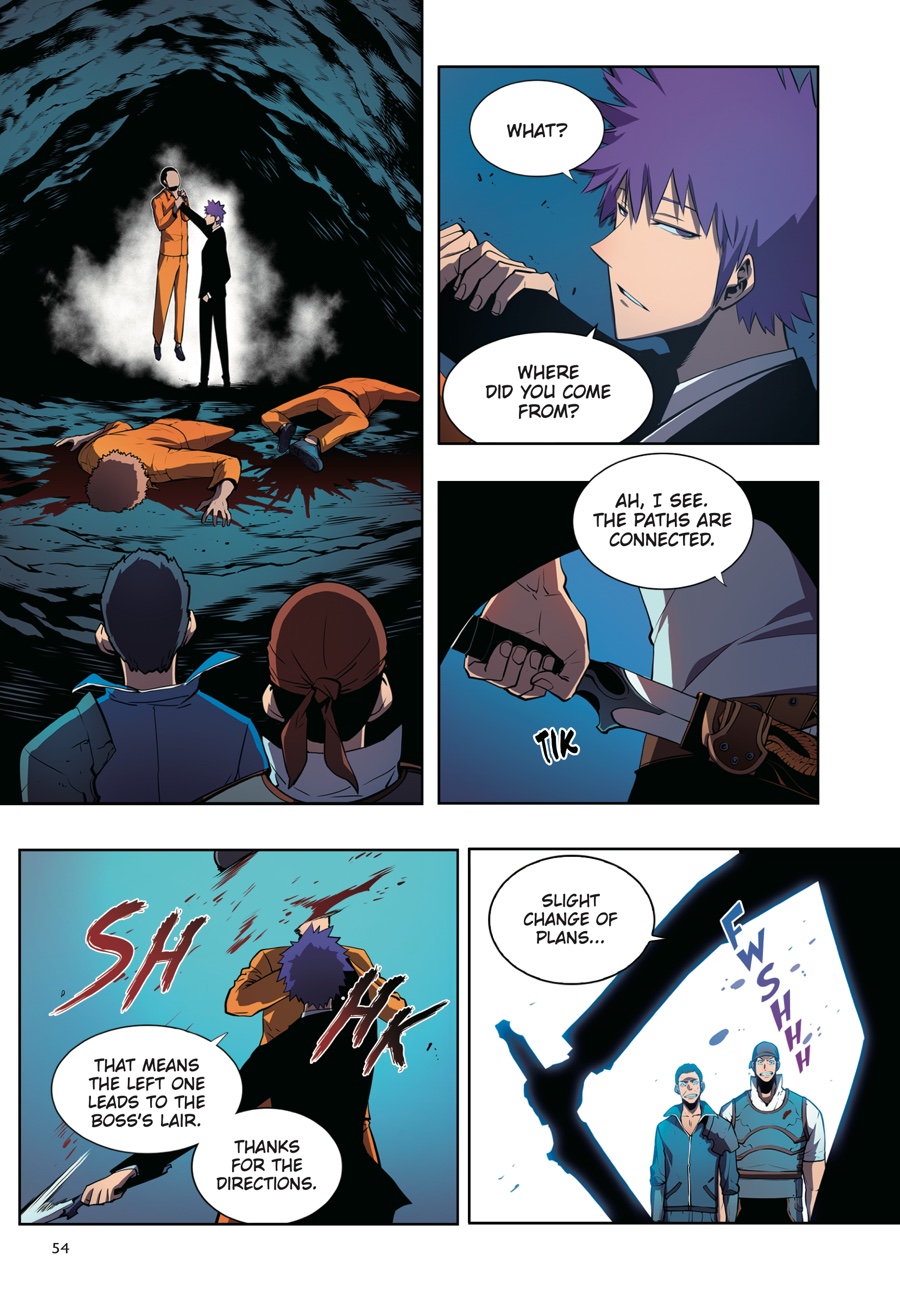 WHAT?
WHERE
DID YOU COME
FROM?
AH, I SEE.
THE PATHS ARE
CONNECTED.
TIK
SH
HK
THAT MEANS
THE LEFT ONE
LEADS TO THE
BOSS'S LAIR.
THANKS
FOR THE
DIRECTIONS.
SLIGHT
CHANGE OF
PLANS...
FWSHHH
54